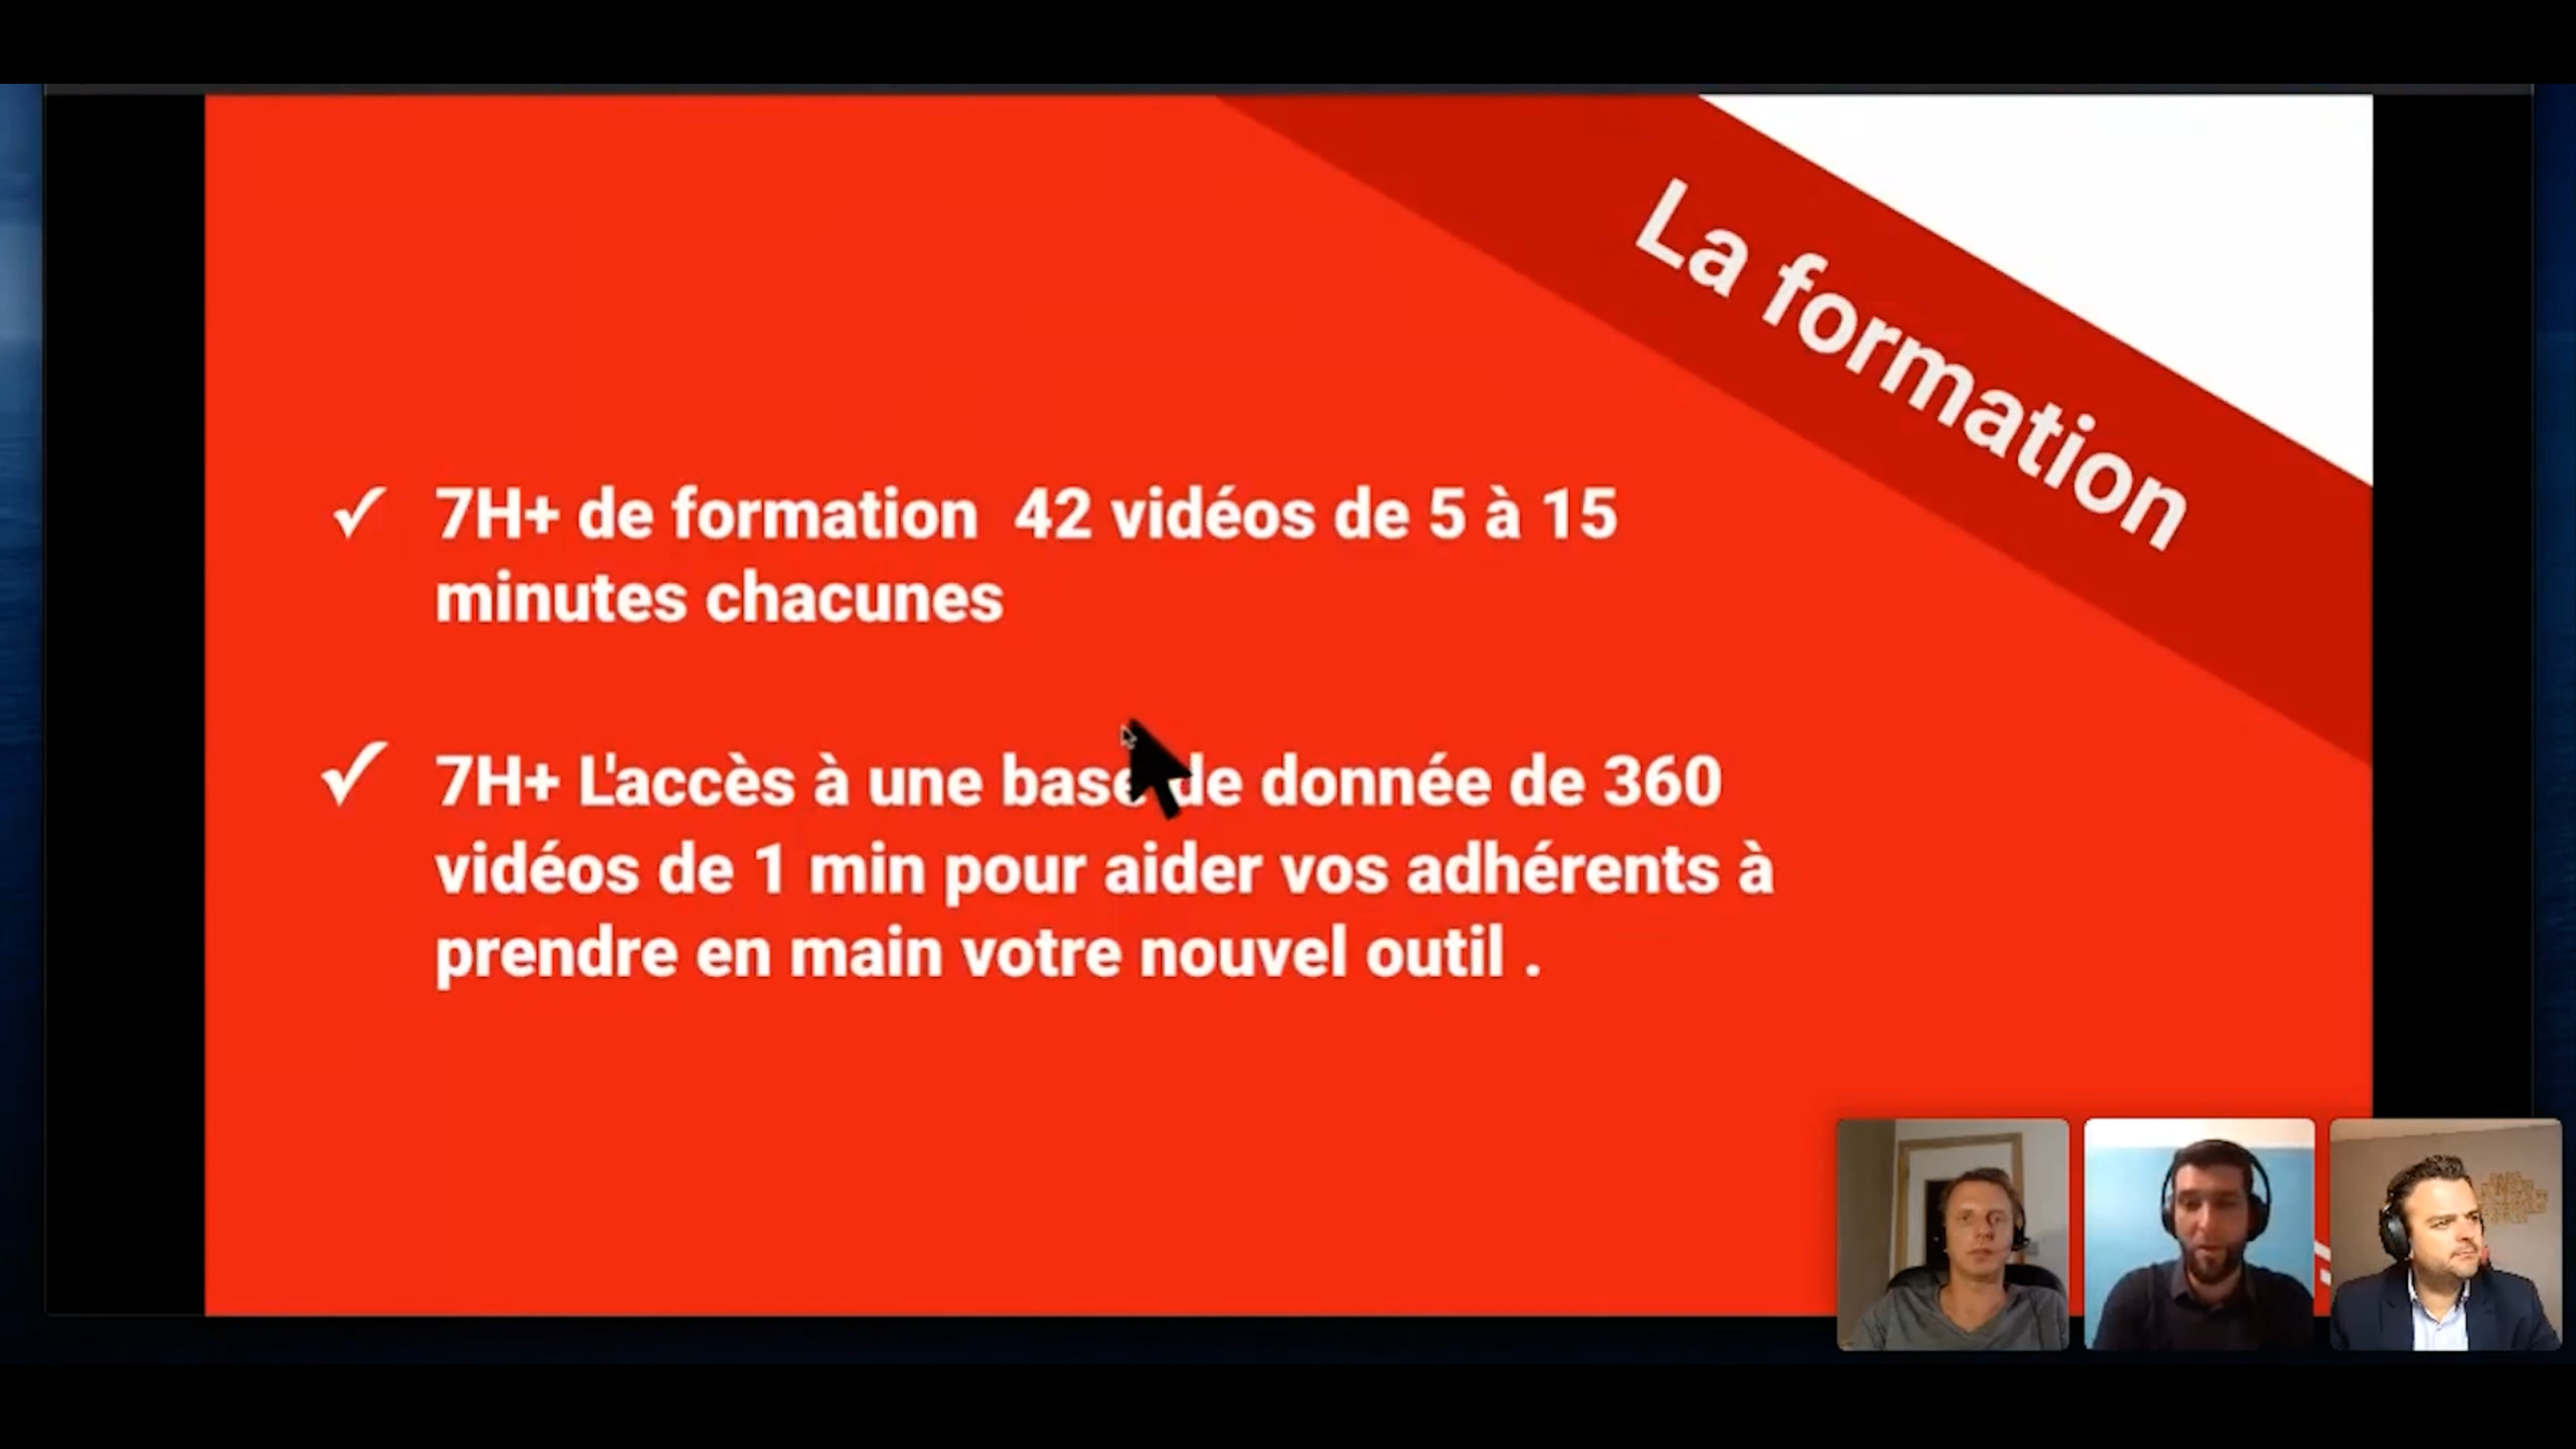 La formation
7H+ de formation  42 vidéos de 5 à 15
minutes chacunes
7H+ L'accès à une base de donnée de 360
vidéos de 1 min pour aider vos adhérents à
prendre en main votre nouvel outil .